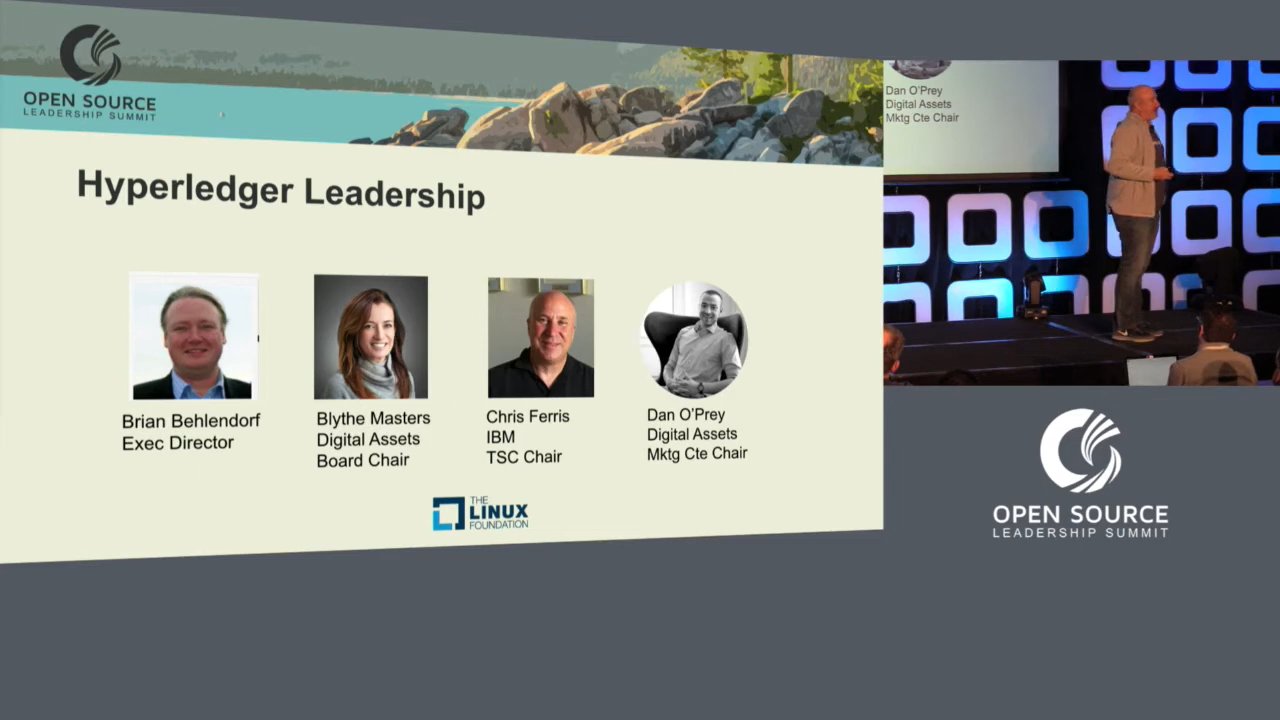 OPEN SOURCE
LEADERSHIP SUMMIT
Hyperledger Leadership
Brian Behlendorf
Exec Director
Blythe Masters
Digital Assets
Board Chair
Chris Ferris
IBM
TSC Chair
Dan O'Prey
Digital Assets
Mktg Cte Chair
THE
LINUX
FOUNDATION
Dan O'Prey
Digital Assets
Mktg Cte Chair
OPEN SOURCE
LEADERSHIP SUMMIT